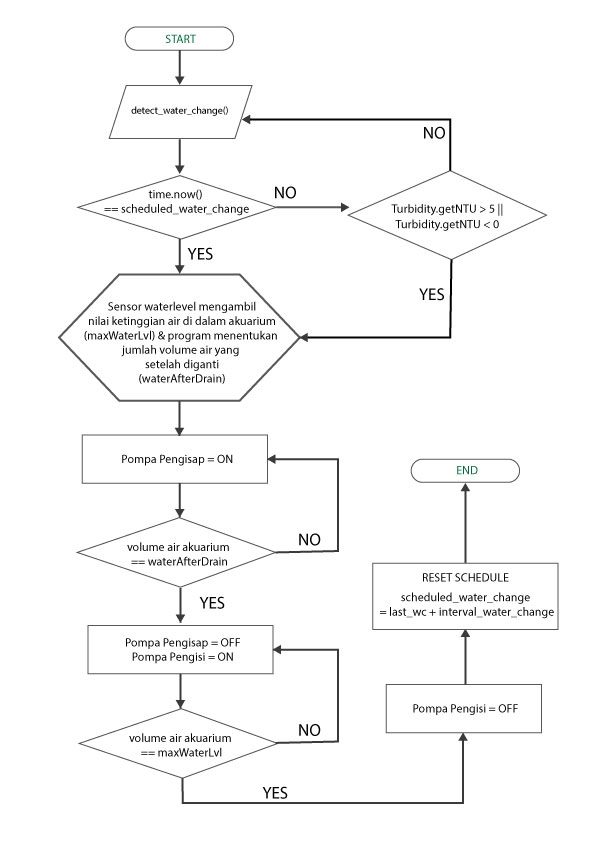 START
detect_water_change()
NO
time.now()
== scheduled_water_change
NO
Turbidity.getNTU > 5 ||
Turbidity.getNTU < 0
YES
YES
Sensor waterlevel mengambil
nilai ketinggian air di dalam akuarium
(maxWaterLvl) & program menentukan
jumlah volume air yang
setelah diganti
(waterAfterDrain)
Pompa Pengisap = ON
volume air akuarium
== waterAfterDrain
NO
YES
Pompa Pengisap = OFF
Pompa Pengisi = ON
volume air akuarium
== maxWaterLvl
NO
YES
Pompa Pengisi = OFF
RESET SCHEDULE
scheduled_water_change
= last_wc + interval_water_change
END